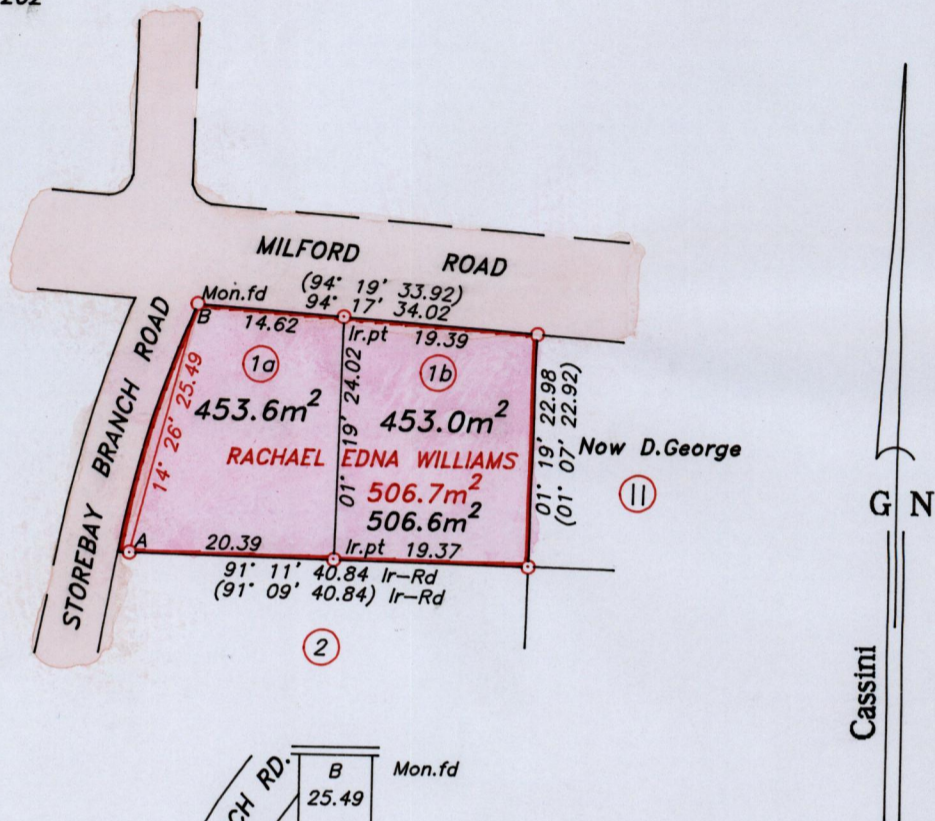 MILFORD ROAD
(94° 19' 33.92)
94° 17' 34.02
Mon.fd
B
14.62
Ir.pt 19.39
1a
1b
STOREBAY BRANCH ROAD
14° 26' 25.49
01° 19' 24.02
01° 19' 22.98
(01° 07' 22.92)
453.6m²
453.0m²
RACHAEL EDNA WILLIAMS
506.7m²
506.6m²
Now D.George
11
G N
A
20.39
Ir.pt 19.37
91° 11' 40.84 Ir-Rd
(91° 09' 40.84) Ir-Rd
2
Cassini
CH RD.
B
25.49
Mon.fd